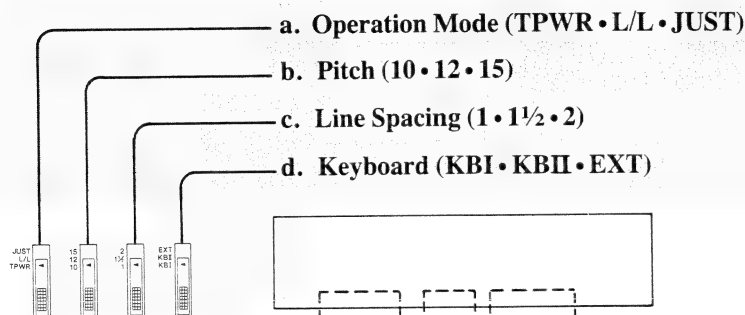 a. Operation Mode (TPWR • L/L • JUST)
b. Pitch (10 • 12 • 15)
c. Line Spacing (1 • 1½ • 2)
d. Keyboard (KBI • KBII • EXT)
JUST 15 2 EXT
L/L 12 1½ KBI
TPWR 10 1 KBI